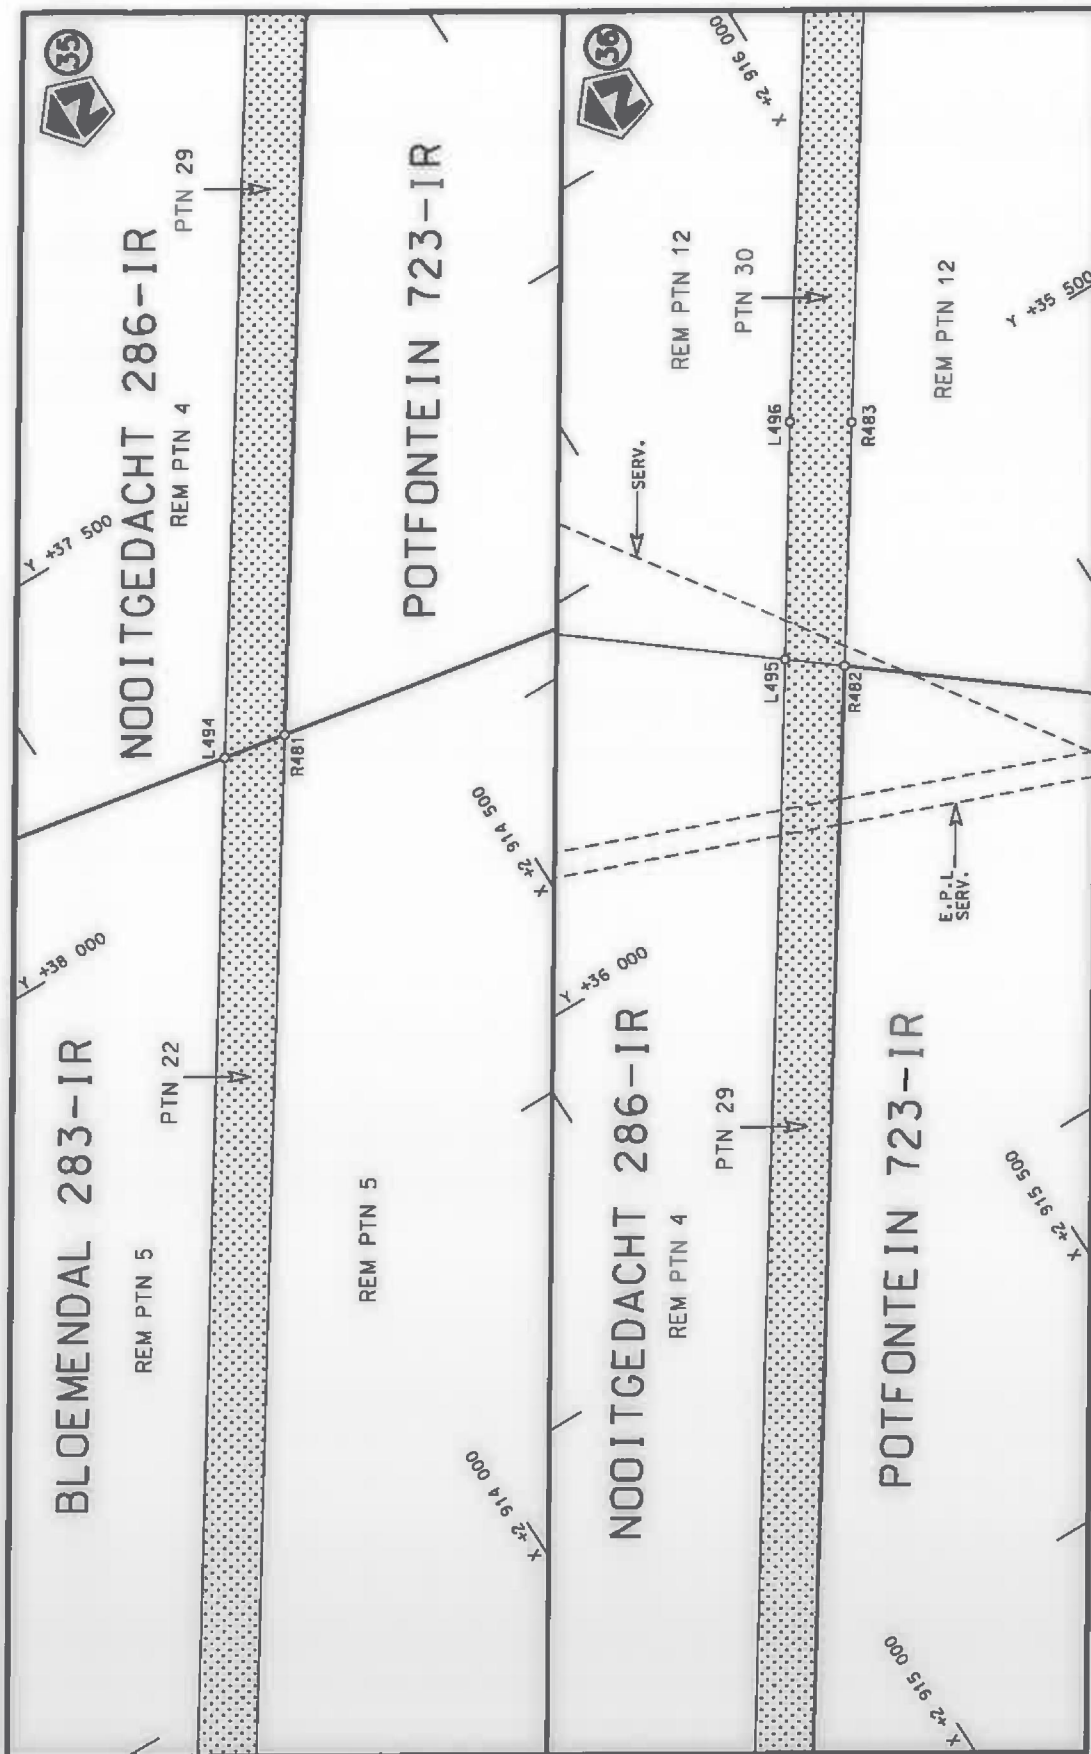 35
BLOEMENDAL 283-IR
NOOITGEDACHT 286-IR
REM PTN 5
PTN 22
REM PTN 4
PTN 29
Y +38 000
Y +37 500
L494
R481
REM PTN 5
POTFONTEIN 723-IR
X +2 914 000
X +2 914 500
36
NOOITGEDACHT 286-IR
REM PTN 4
PTN 29
Y +36 000
SERV.
REM PTN 12
PTN 30
X +2 916 000
L495
L496
R482
R483
POTFONTEIN 723-IR
E.P.L
SERV.
REM PTN 12
X +2 915 000
X +2 915 500
Y +35 500